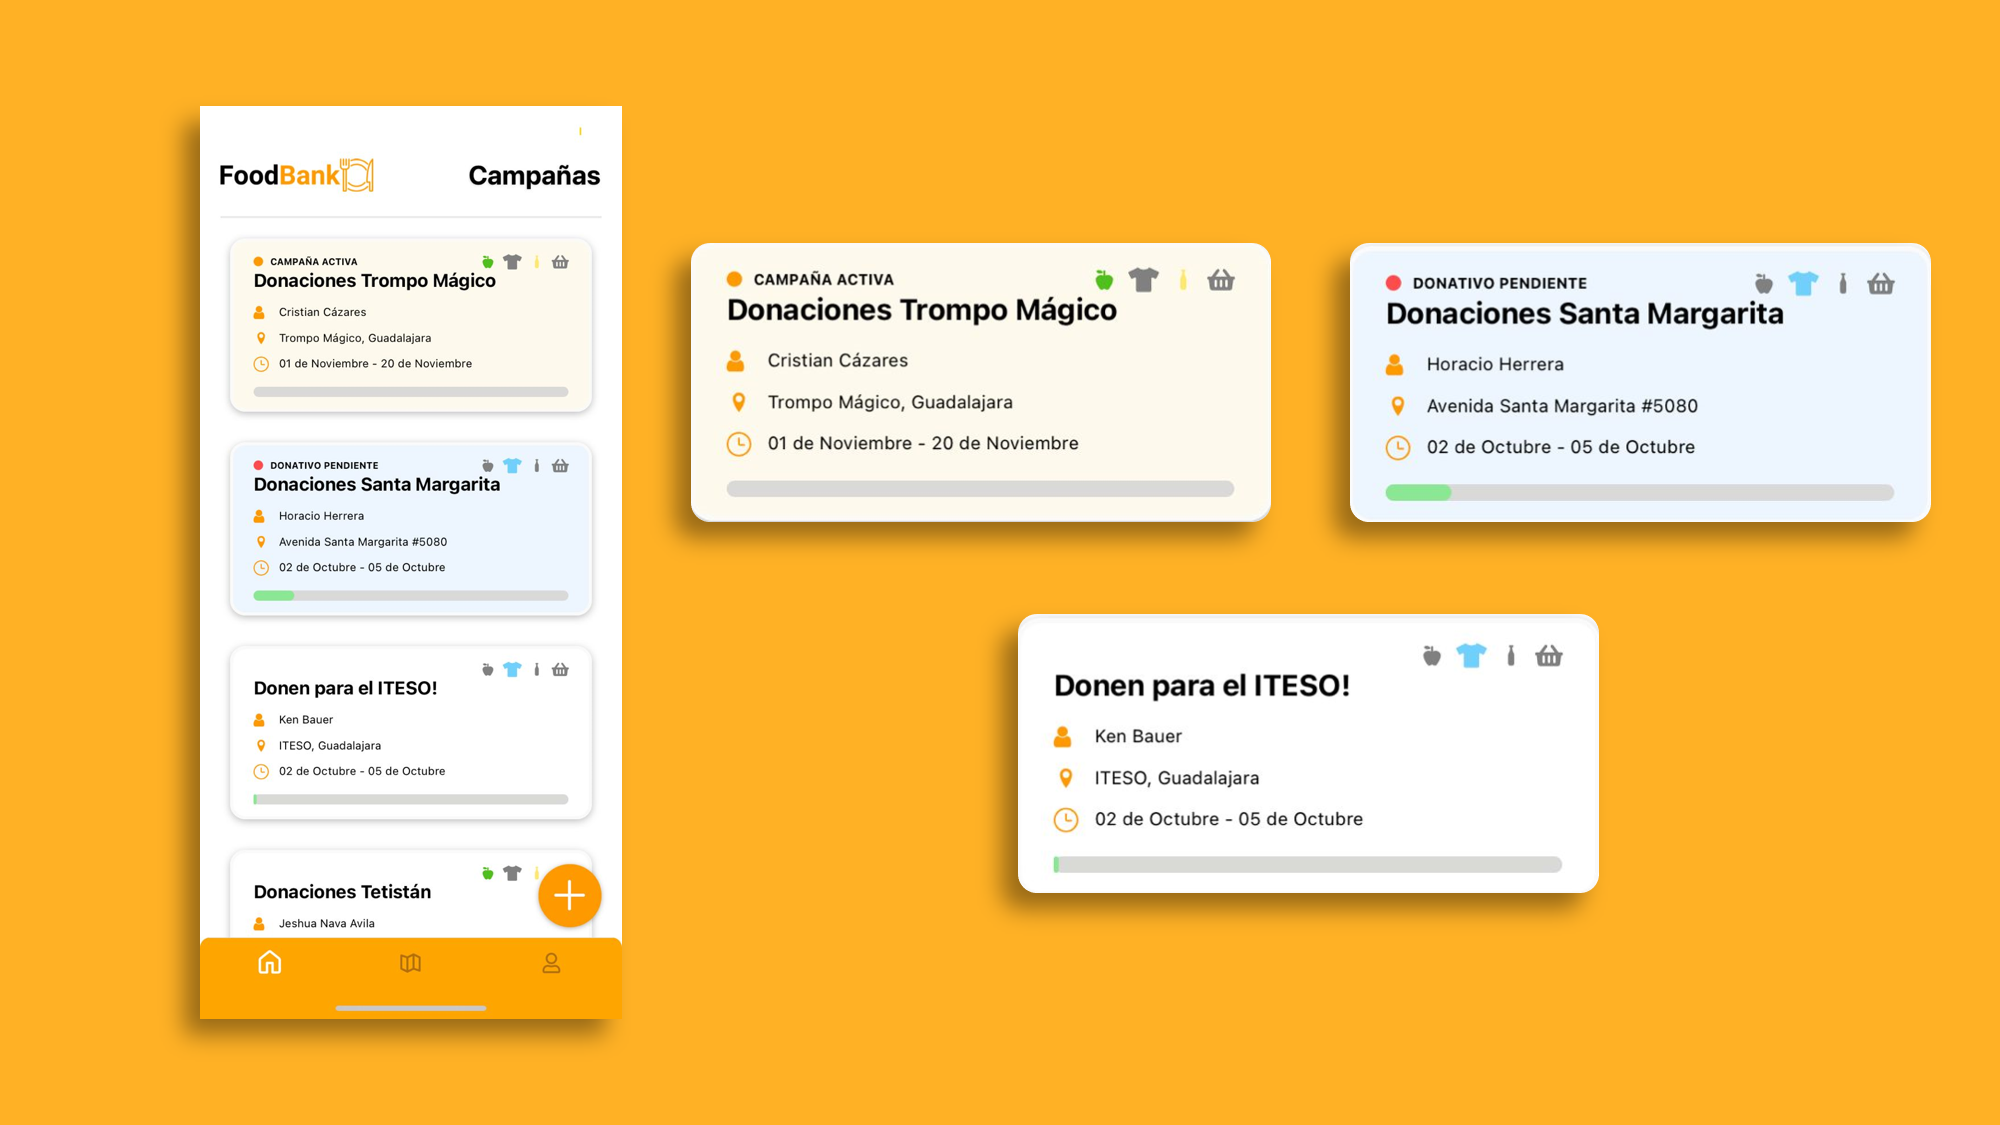 FoodBank
Campañas
CAMPAÑA ACTIVA
Donaciones Trompo Mágico
Cristian Cázares
Trompo Mágico, Guadalajara
01 de Noviembre - 20 de Noviembre
DONATIVO PENDIENTE
Donaciones Santa Margarita
Horacio Herrera
Avenida Santa Margarita #5080
02 de Octubre - 05 de Octubre
Donen para el ITESO!
Ken Bauer
ITESO, Guadalajara
02 de Octubre - 05 de Octubre
Donaciones Tetistán
Jeshua Nava Avila
CAMPAÑA ACTIVA
Donaciones Trompo Mágico
Cristian Cázares
Trompo Mágico, Guadalajara
01 de Noviembre - 20 de Noviembre
DONATIVO PENDIENTE
Donaciones Santa Margarita
Horacio Herrera
Avenida Santa Margarita #5080
02 de Octubre - 05 de Octubre
Donen para el ITESO!
Ken Bauer
ITESO, Guadalajara
02 de Octubre - 05 de Octubre